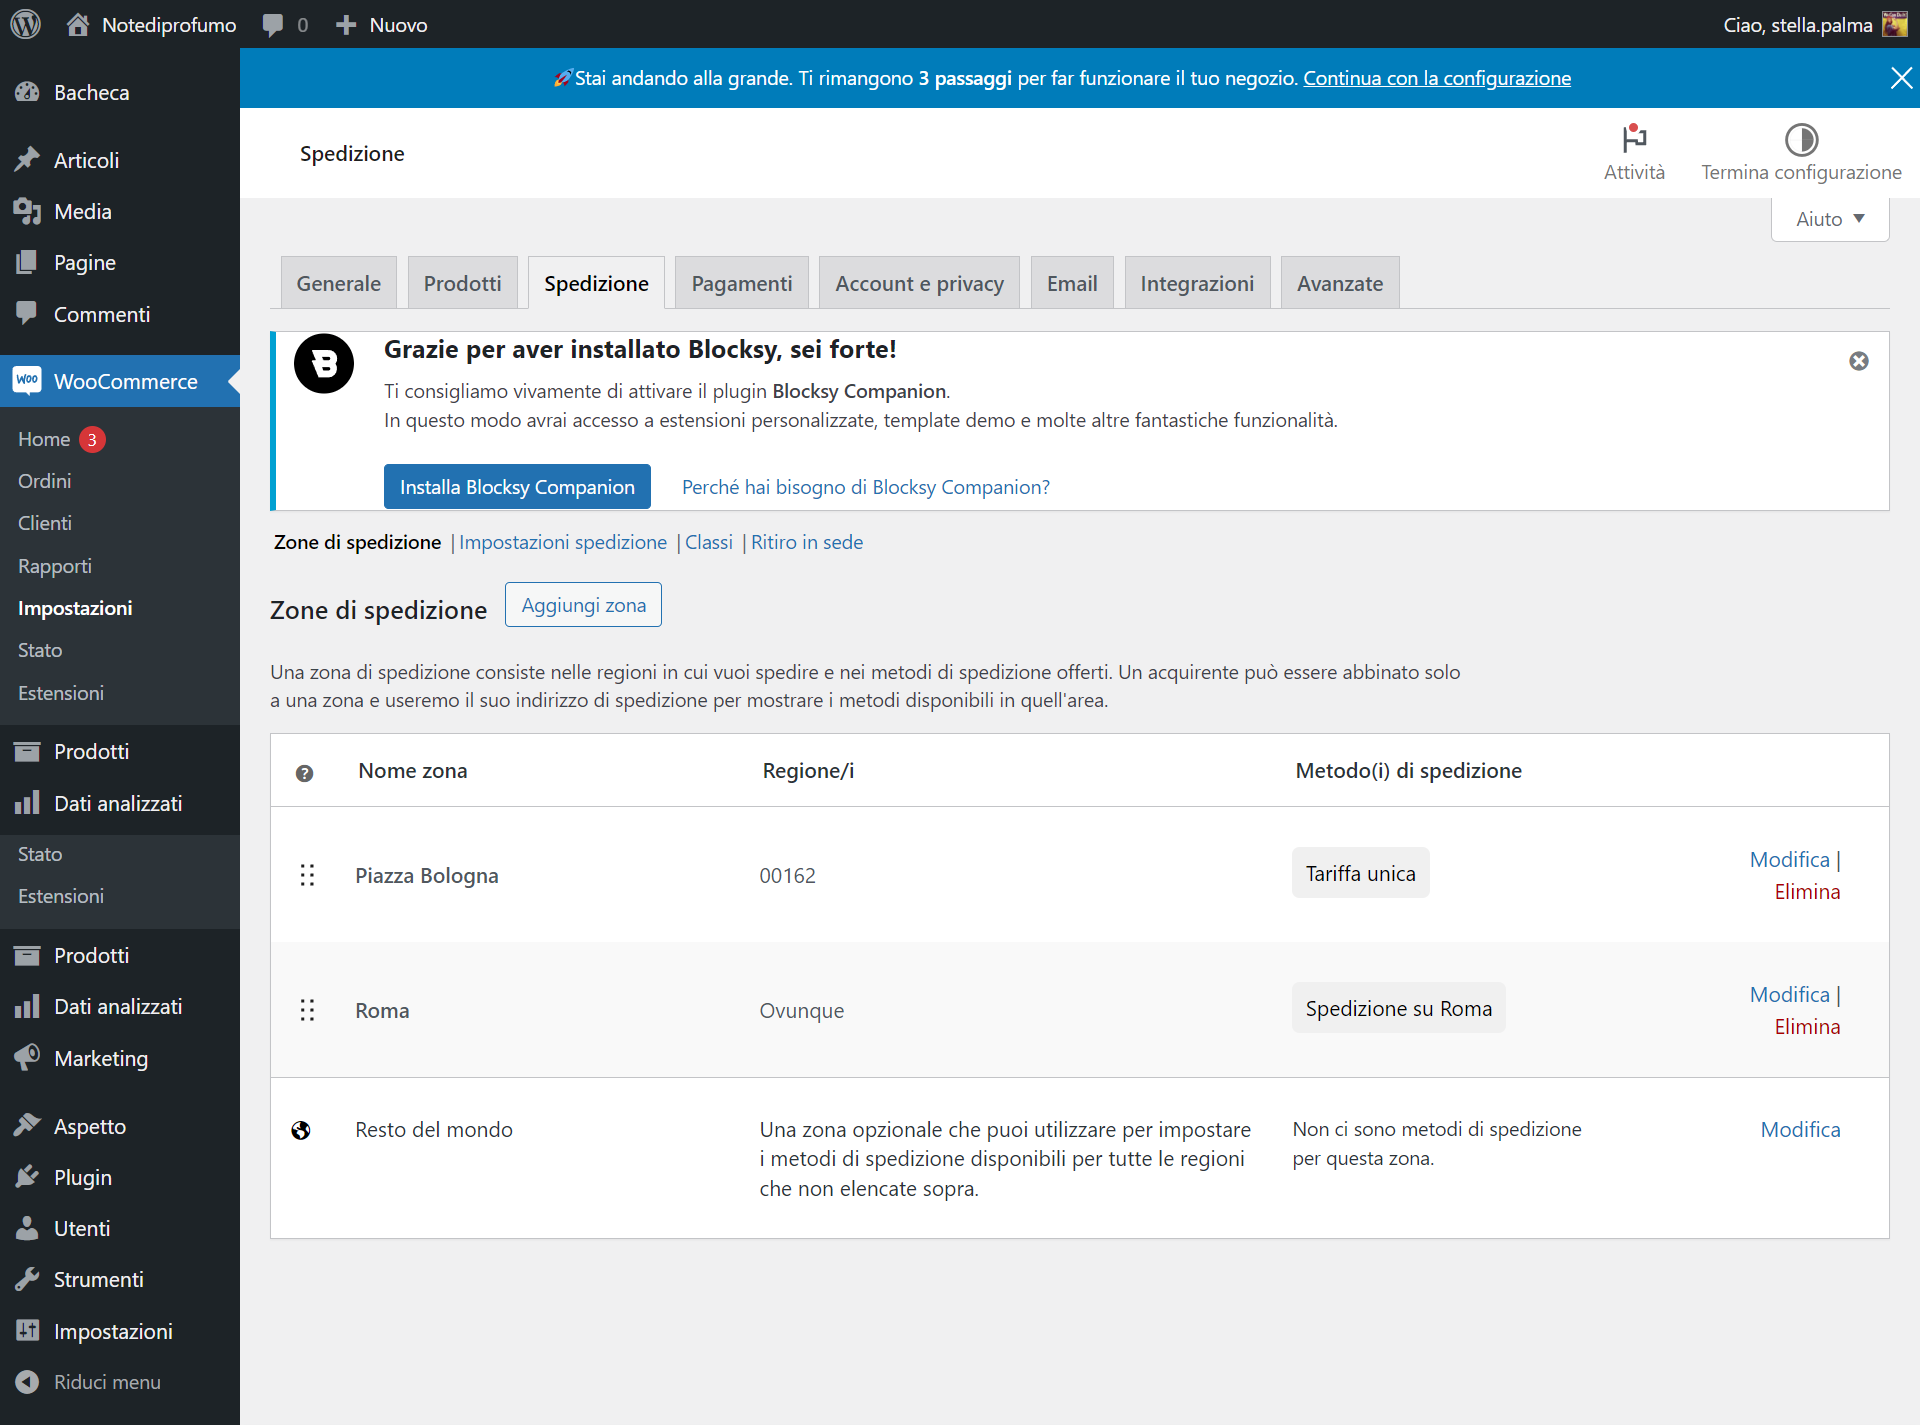 Notediprofumo
0
Nuovo
Ciao, stella.palma
Bacheca
Articoli
Media
Pagine
Commenti
Woo
WooCommerce
Home 3
Ordini
Clienti
Rapporti
Impostazioni
Stato
Estensioni
Prodotti
Dati analizzati
Stato
Estensioni
Prodotti
Dati analizzati
Marketing
Aspetto
Plugin
Utenti
Strumenti
Impostazioni
Riduci menu
🚀Stai andando alla grande. Ti rimangono 3 passaggi per far funzionare il tuo negozio. Continua con la configurazione
Spedizione
Attività
Termina configurazione
Aiuto
Generale
Prodotti
Spedizione
Pagamenti
Account e privacy
Email
Integrazioni
Avanzate
B
Grazie per aver installato Blocksy, sei forte!
Ti consigliamo vivamente di attivare il plugin Blocksy Companion.
In questo modo avrai accesso a estensioni personalizzate, template demo e molte altre fantastiche funzionalità.
Installa Blocksy Companion
Perché hai bisogno di Blocksy Companion?
Zone di spedizione | Impostazioni spedizione | Classi | Ritiro in sede
Zone di spedizione
Aggiungi zona
Una zona di spedizione consiste nelle regioni in cui vuoi spedire e nei metodi di spedizione offerti. Un acquirente può essere abbinato solo
a una zona e useremo il suo indirizzo di spedizione per mostrare i metodi disponibili in quell'area.
?
Nome zona
Regione/i
Metodo(i) di spedizione
Piazza Bologna
00162
Tariffa unica
Modifica |
Elimina
Roma
Ovunque
Spedizione su Roma
Modifica |
Elimina
Resto del mondo
Una zona opzionale che puoi utilizzare per impostare
i metodi di spedizione disponibili per tutte le regioni
che non elencate sopra.
Non ci sono metodi di spedizione
per questa zona.
Modifica